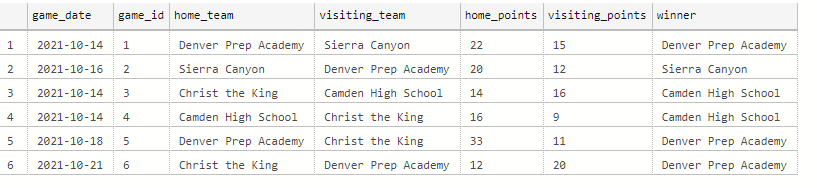 game_date game_id home_team visiting_team home_points visiting_points winner
1 2021-10-14 1 Denver Prep Academy Sierra Canyon 22 15 Denver Prep Academy
2 2021-10-16 2 Sierra Canyon Denver Prep Academy 20 12 Sierra Canyon
3 2021-10-14 3 Christ the King Camden High School 14 16 Camden High School
4 2021-10-14 4 Camden High School Christ the King 16 9 Camden High School
5 2021-10-18 5 Denver Prep Academy Christ the King 33 11 Denver Prep Academy
6 2021-10-21 6 Christ the King Denver Prep Academy 12 20 Denver Prep Academy